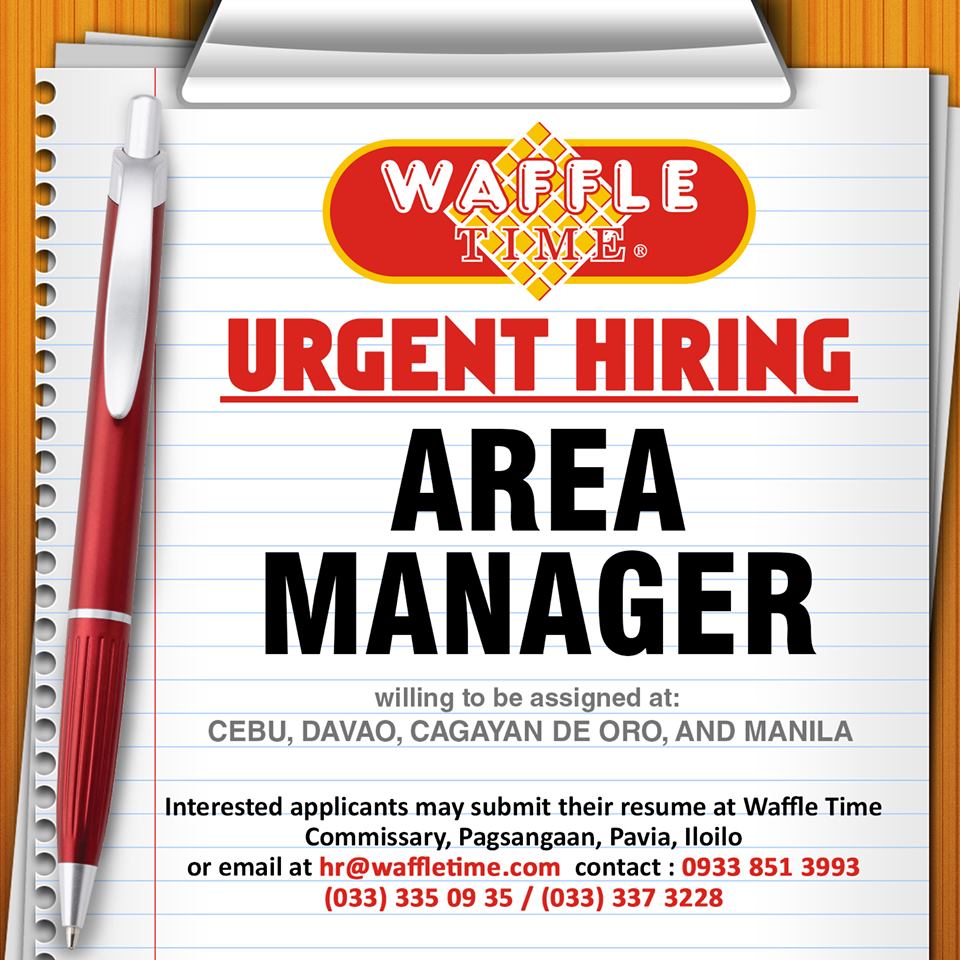 WAFFLE
TIME®
URGENT HIRING
AREA
MANAGER
willing to be assigned at:
CEBU, DAVAO, CAGAYAN DE ORO, AND MANILA
Interested applicants may submit their resume at Waffle Time
Commissary, Pagsangaan, Pavia, Iloilo
or email at hr@waffletime.com contact : 0933 851 3993
(033) 335 09 35 / (033) 337 3228